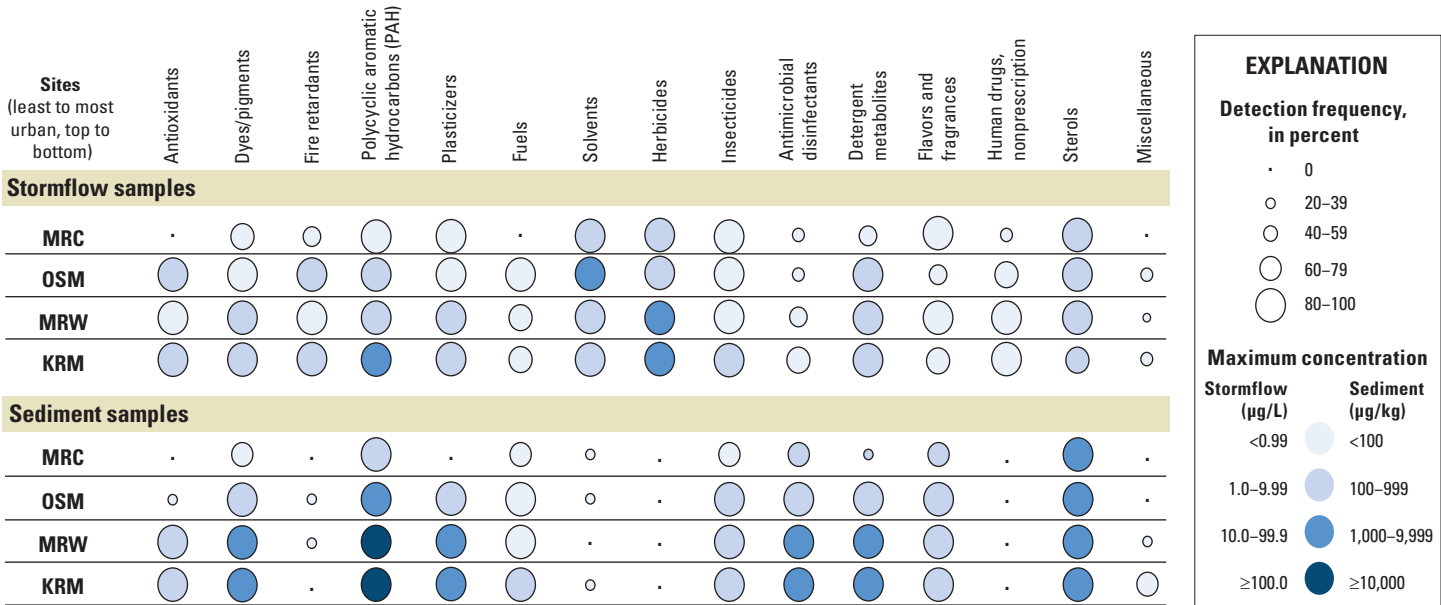 Sites
(least to most
urban, top to
bottom)
Antioxidants
Dyes/pigments
Fire retardants
Polycyclic aromatic
hydrocarbons (PAH)
Plasticizers
Fuels
Solvents
Herbicides
Insecticides
Antimicrobial
disinfectants
Detergent
metabolites
Flavors and
fragrances
Human drugs,
nonprescription
Sterols
Miscellaneous
Stormflow samples
MRC
OSM
MRW
KRM
Sediment samples
MRC
OSM
MRW
KRM
EXPLANATION
Detection frequency,
in percent
0
20–39
40–59
60–79
80–100
Maximum concentration
Stormflow Sediment
(µg/L) (µg/kg)
<0.99 <100
1.0–9.99 100–999
10.0–99.9 1,000–9,999
≥100.0 ≥10,000